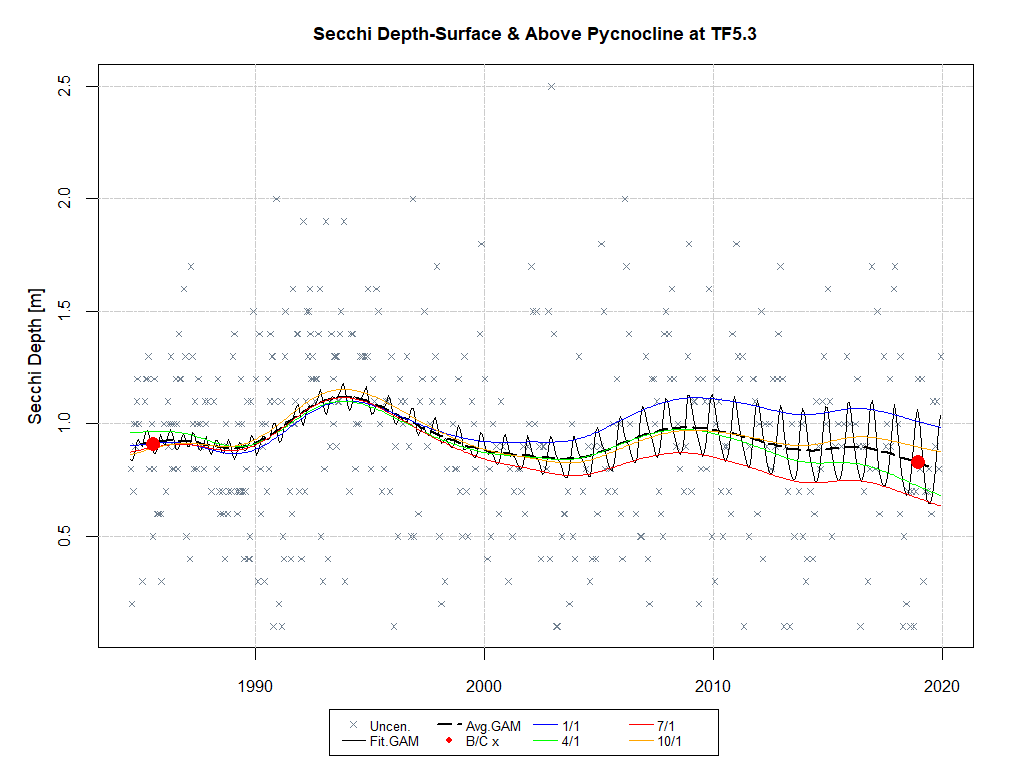 Secchi Depth-Surface & Above Pycnocline at TF5.3
Secchi Depth [m]
2.5
2.0
1.5
1.0
0.5
1990 2000 2010 2020
Uncen. Avg.GAM 1/1 7/1
Fit.GAM B/C x 4/1 10/1